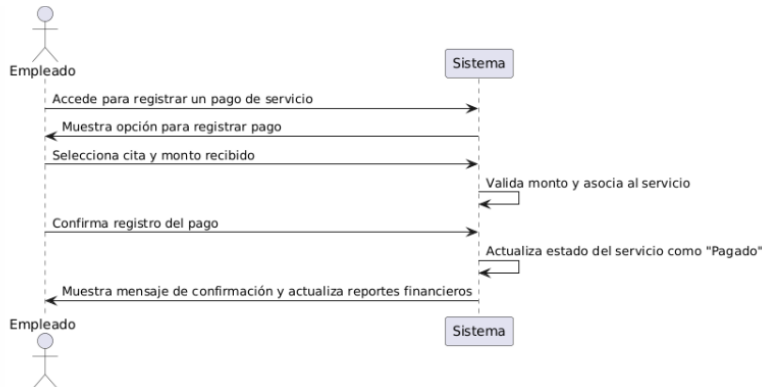 Empleado
Sistema
Accede para registrar un pago de servicio
Muestra opción para registrar pago
Selecciona cita y monto recibido
Valida monto y asocia al servicio
Confirma registro del pago
Actualiza estado del servicio como "Pagado"
Muestra mensaje de confirmación y actualiza reportes financieros
Empleado
Sistema